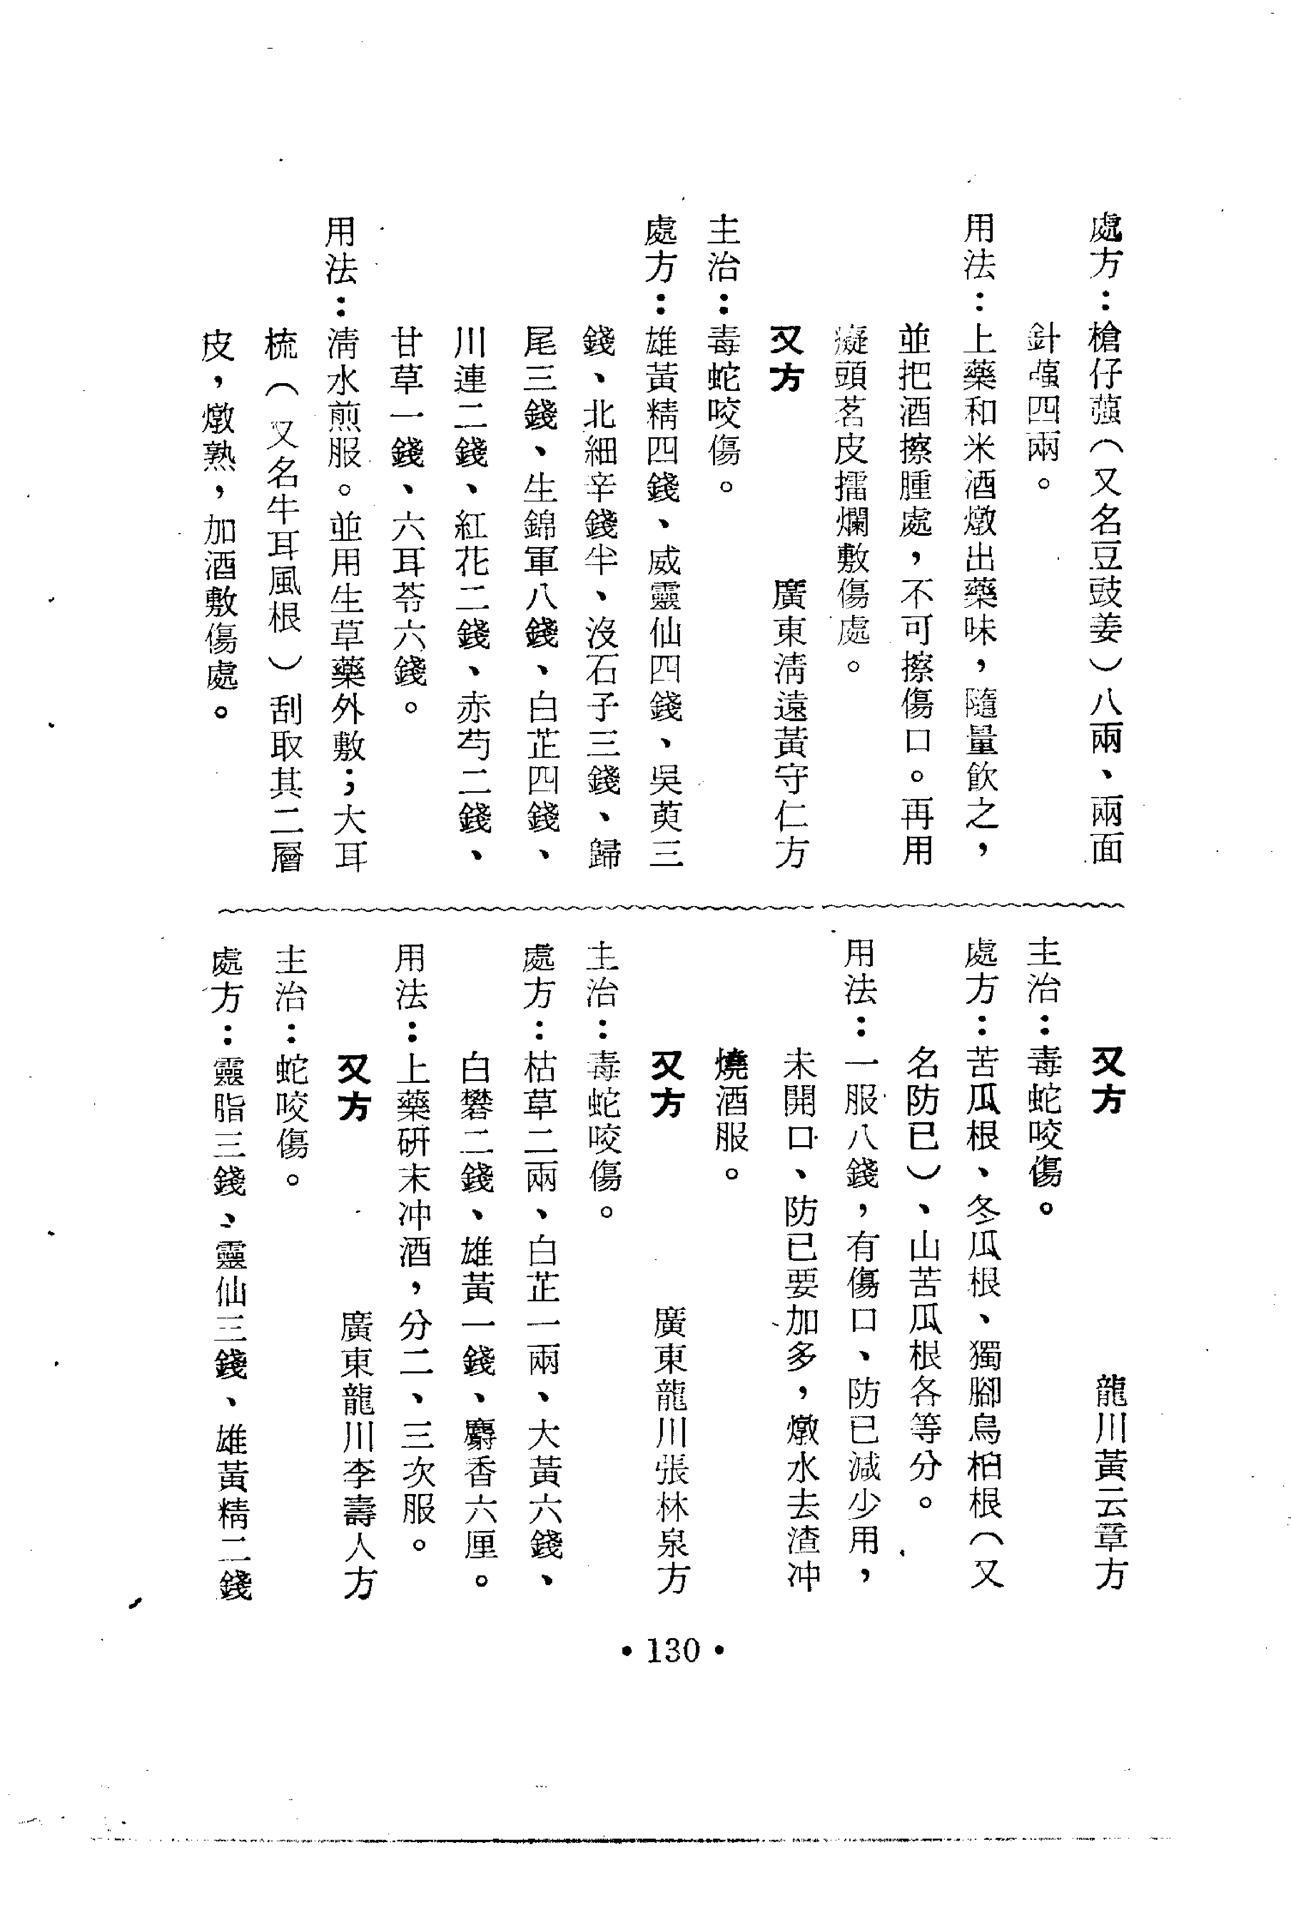 處方：槍仔蔃（又名豆豉姜）八兩、兩面
針蔃四兩。
用法：上藥和米酒燉出藥味，隨量飲之，
並把酒擦腫處，不可擦傷口。再用
癡頭茗皮擂爛敷傷處。
又方　廣東淸遠黃守仁方
主治：毒蛇咬傷。
處方：雄黃精四錢、威靈仙四錢、吳萸三
錢、北細辛錢半、沒石子三錢、歸
尾三錢、生錦軍八錢、白芷四錢、
川連二錢、紅花二錢、赤芍二錢、
甘草一錢、六耳苓六錢。
用法：淸水煎服。並用生草藥外敷；大耳
梳（又名牛耳風根）刮取其二層
皮，燉熟，加酒敷傷處。
又方　龍川黃云章方
主治：毒蛇咬傷。
處方：苦瓜根、冬瓜根、獨腳烏桕根（又
名防已）、山苦瓜根各等分。
用法：一服八錢，有傷口、防已減少用，
未開口、防已要加多，燉水去渣冲
燒酒服。
又方　廣東龍川張林泉方
主治：毒蛇咬傷。
處方：枯草二兩、白芷一兩、大黃六錢、
白礬二錢、雄黃一錢、麝香六厘。
用法：上藥研末冲酒，分二、三次服。
又方　廣東龍川李壽人方
主治：蛇咬傷。
處方：靈脂三錢、靈仙三錢、雄黃精二錢
• 130 •